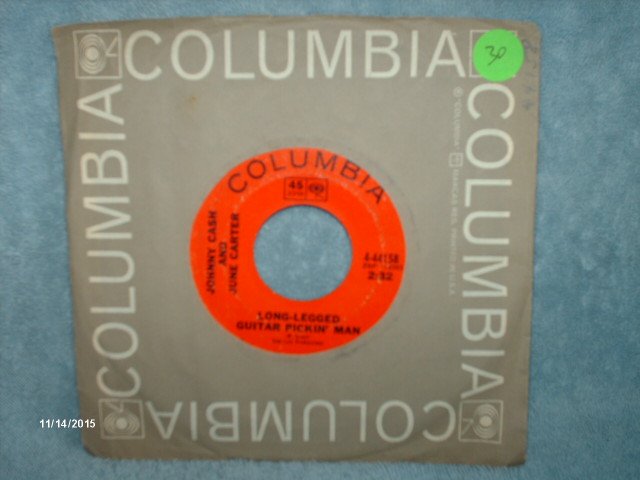 COLUMBIA
COLUMBIA
COLUMBIA
COLUMBIA
30
COLUMBIA
45
JOHNNY CASH
AND
JUNE CARTER
4-44158
2:32
LONG-LEGGED
GUITAR PICKIN' MAN
11/14/2015